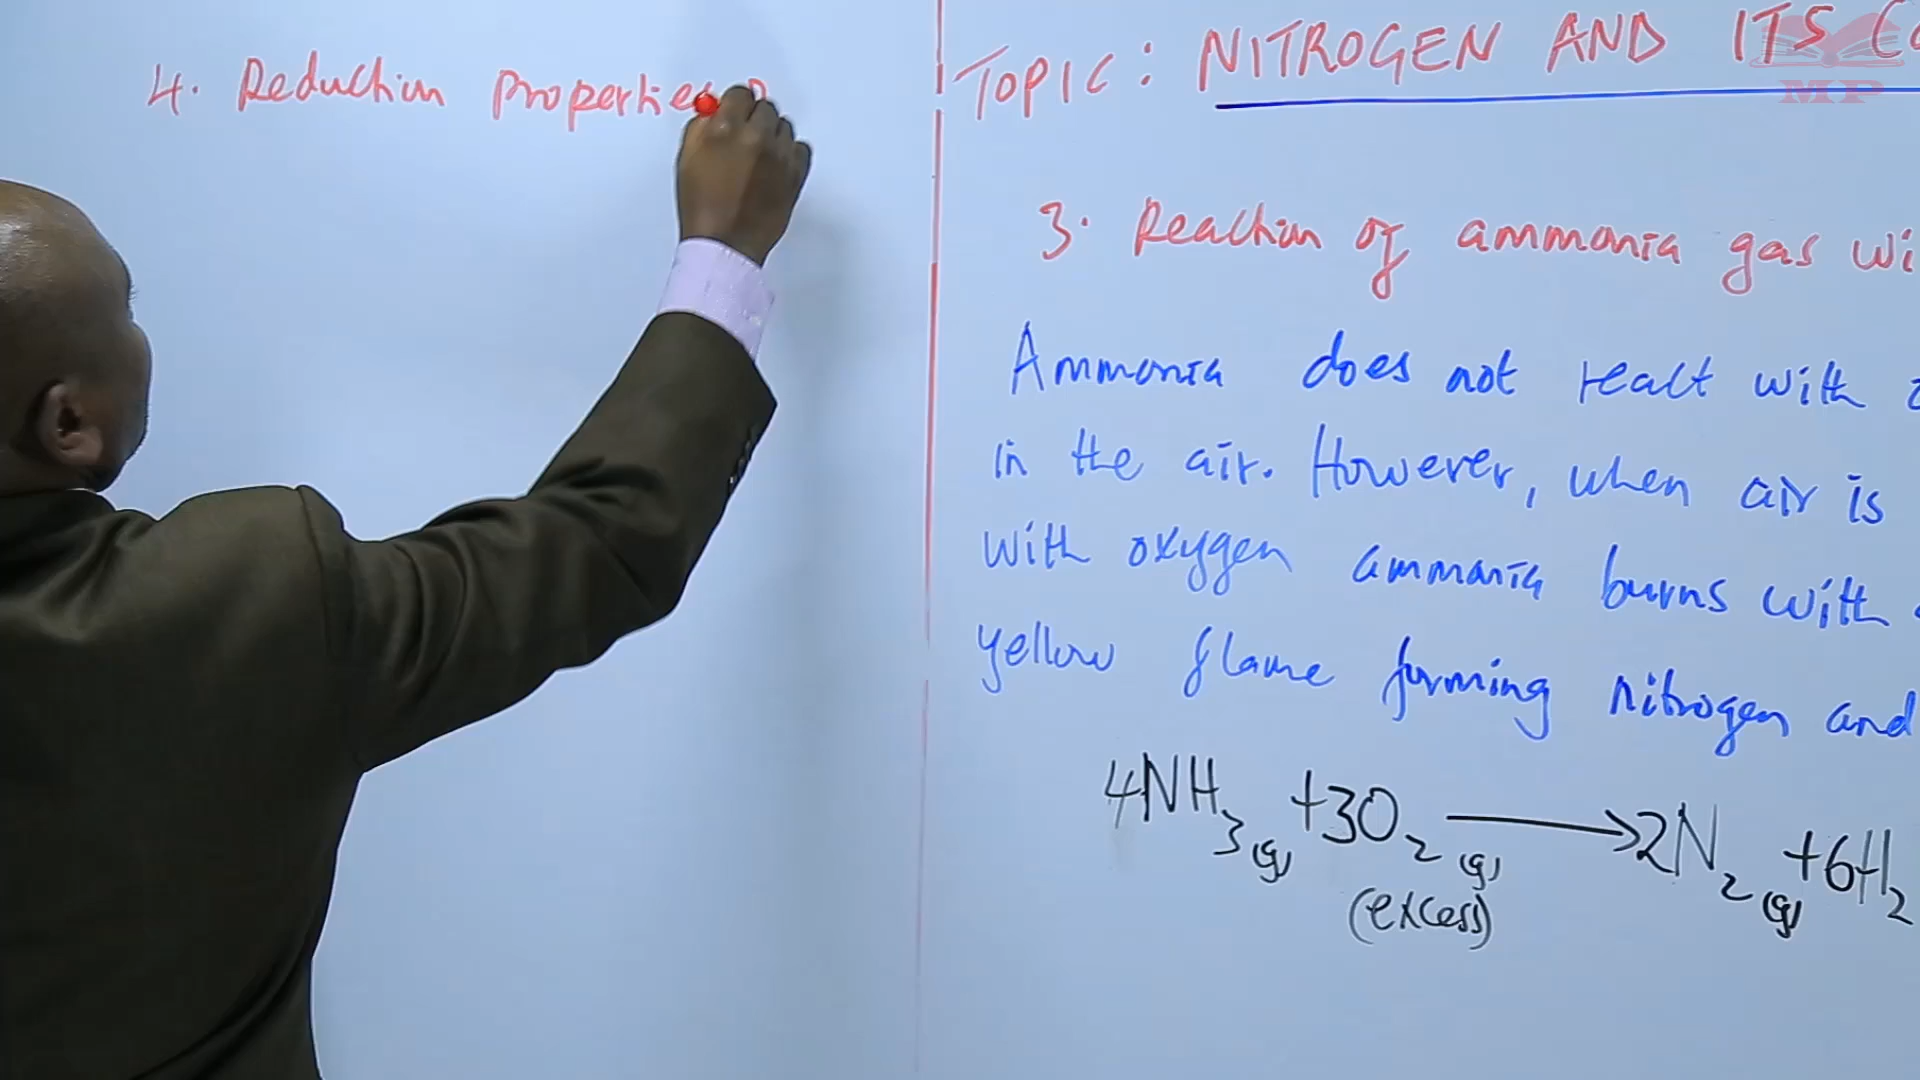 4. Reduction properties
TOPIC: NITROGEN AND ITS
MP
3. Reaction of ammonia gas
Ammonia does not react with
in the air. However, when air is
with oxygen ammonia burns with
yellow flame forming nitrogen and
4NH3(g) + 3O2(g) → 2N2(g) + 6H2
(excess)